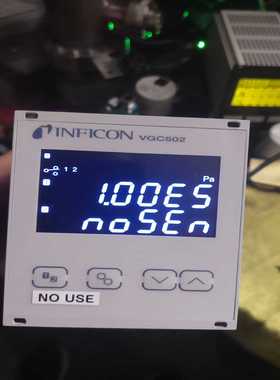 INFICON VGC502
Pa
1 2
1.00E5
noSEn
NO USE